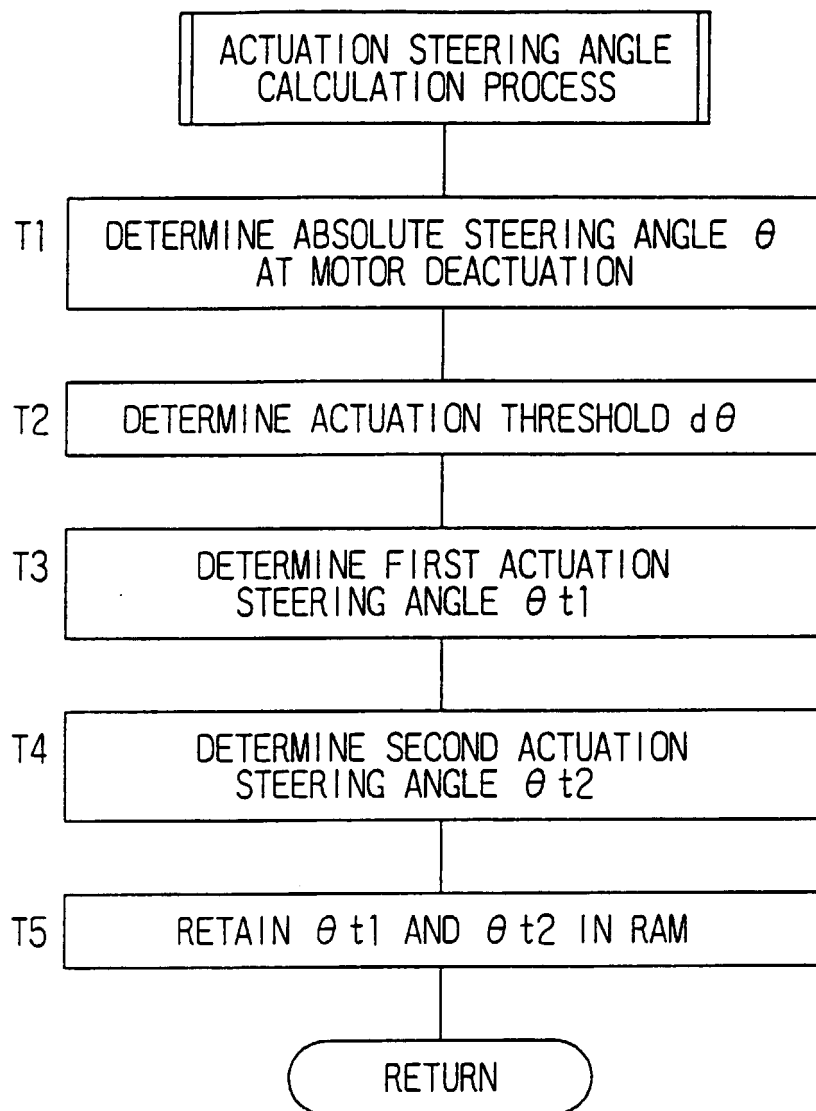 ACTUATION STEERING ANGLE
CALCULATION PROCESS
T1
DETERMINE ABSOLUTE STEERING ANGLE θ
AT MOTOR DEACTUATION
T2
DETERMINE ACTUATION THRESHOLD dθ
T3
DETERMINE FIRST ACTUATION
STEERING ANGLE θt1
T4
DETERMINE SECOND ACTUATION
STEERING ANGLE θt2
T5
RETAIN θt1 AND θt2 IN RAM
RETURN